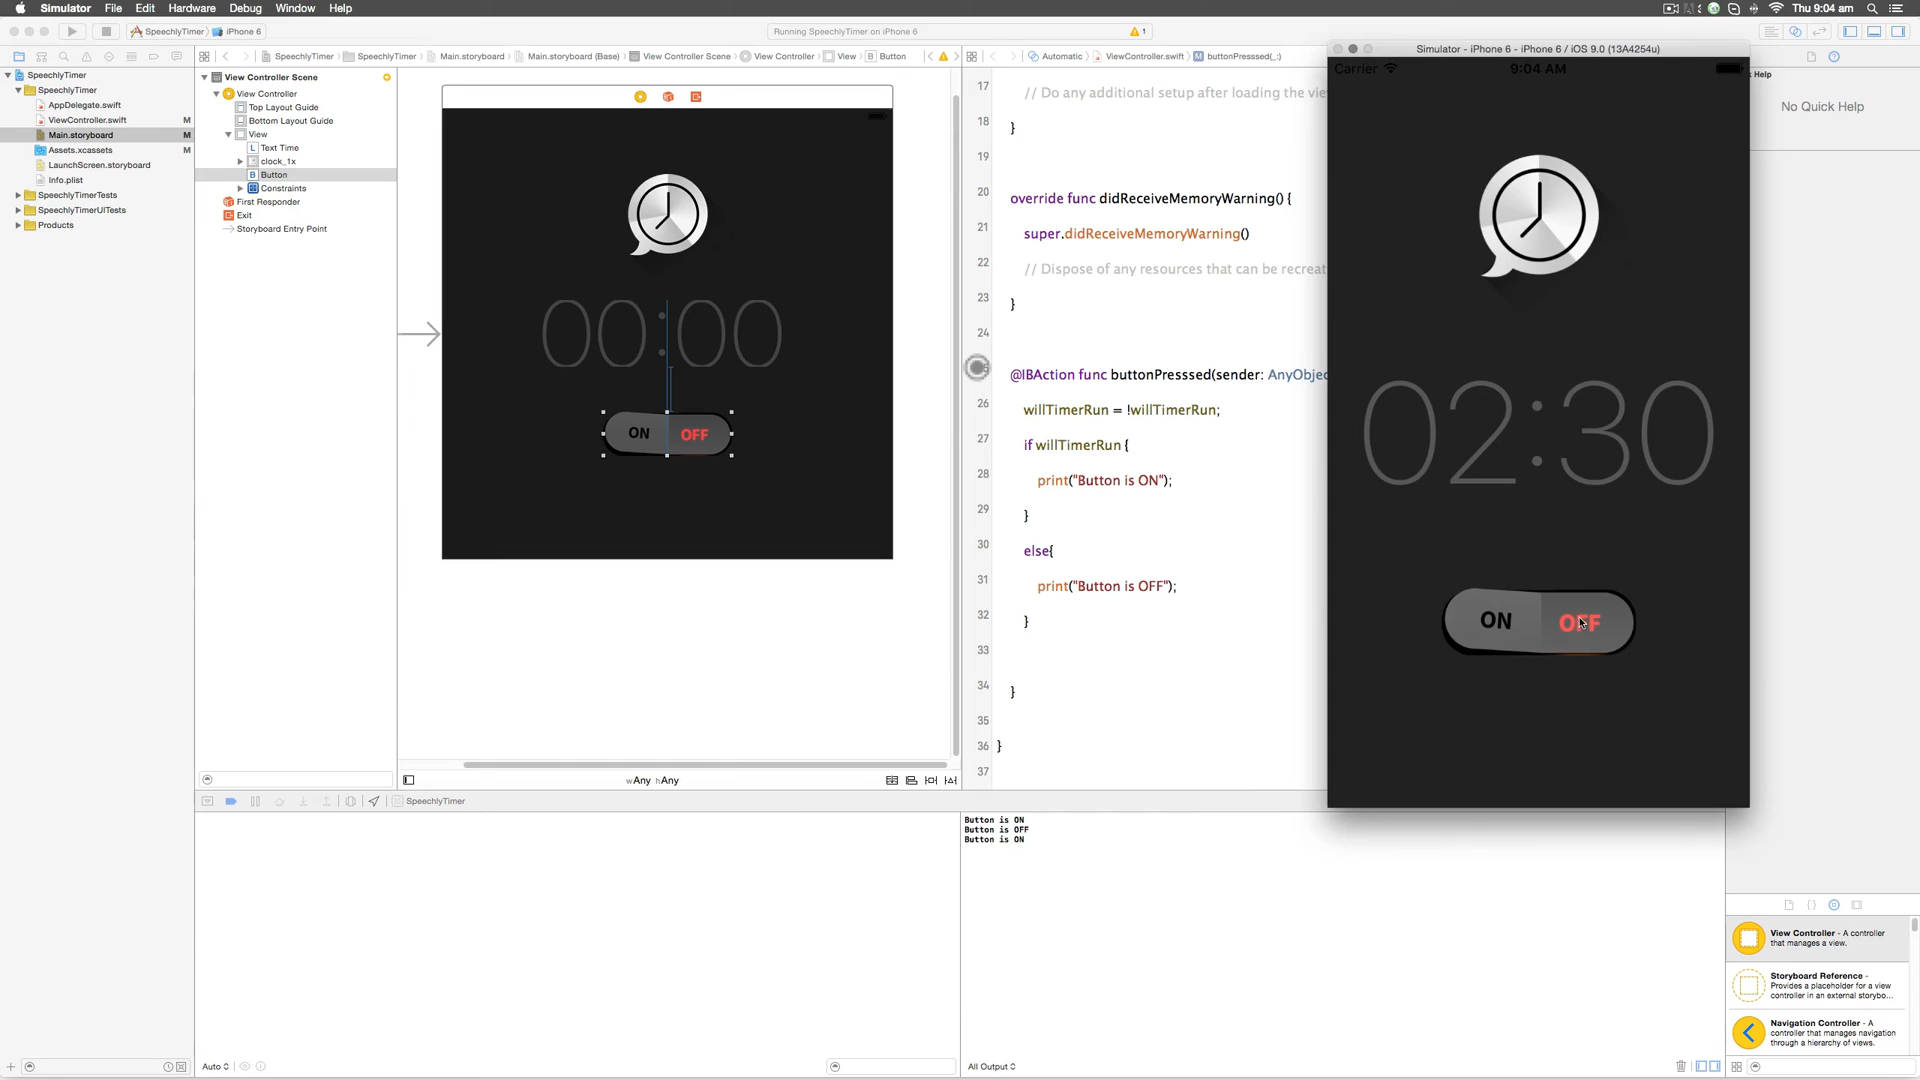 Simulator File Edit Hardware Debug Window Help
Thu 9:04 am
SpeechlyTimer iPhone 6
Running SpeechlyTimer on iPhone 6
1
SpeechlyTimer SpeechlyTimer Main.storyboard Main.storyboard (Base) View Controller Scene View Controller View B Button
Automatic ViewController.swift M buttonPresssed(_:)
Simulator - iPhone 6 - iPhone 6 / iOS 9.0 (13A4254u)
SpeechlyTimer
SpeechlyTimer
AppDelegate.swift
ViewController.swift M
Main.storyboard M
Assets.xcassets M
LaunchScreen.storyboard
Info.plist
SpeechlyTimerTests
SpeechlyTimerUITests
Products
View Controller Scene
View Controller
Top Layout Guide
Bottom Layout Guide
View
L Text Time
clock_1x
B Button
Constraints
First Responder
Exit
Storyboard Entry Point
00:00
ON OFF
wAny hAny
17 // Do any additional setup after loading the vie
18 }
19
20 override func didReceiveMemoryWarning() {
21 super.didReceiveMemoryWarning()
22 // Dispose of any resources that can be recreat
23 }
24
@IBAction func buttonPresssed(sender: AnyObjec
26 willTimerRun = !willTimerRun;
27 if willTimerRun {
28 print("Button is ON");
29 }
30 else{
31 print("Button is OFF");
32 }
33
34 }
35
36 }
37
Carrier 9:04 AM
02:30
ON OFF
Help
No Quick Help
SpeechlyTimer
Button is ON
Button is OFF
Button is ON
View Controller - A controller
that manages a view.
Storyboard Reference -
Provides a placeholder for a view
controller in an external storybo...
Navigation Controller - A
controller that manages navigation
through a hierarchy of views.
Auto
All Output